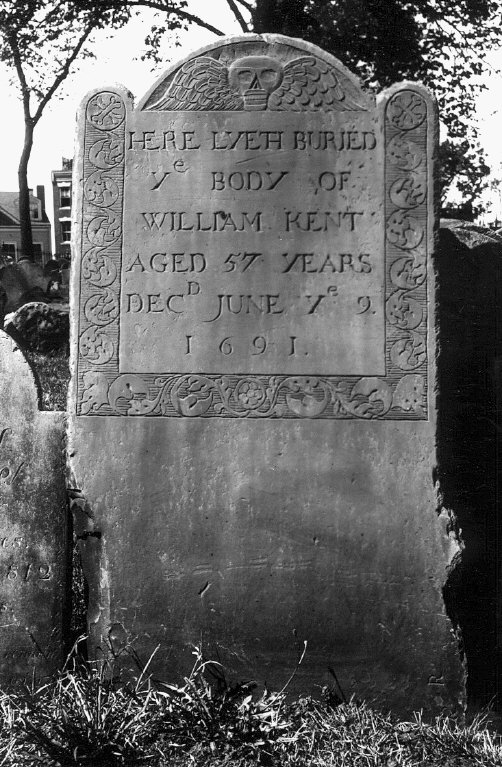 HERE LYETH BURIED
Yᵉ BODY OF
WILLIAM KENT
AGED 57 YEARS
DECᴰ JUNE Yᵉ 9.
1691.
R